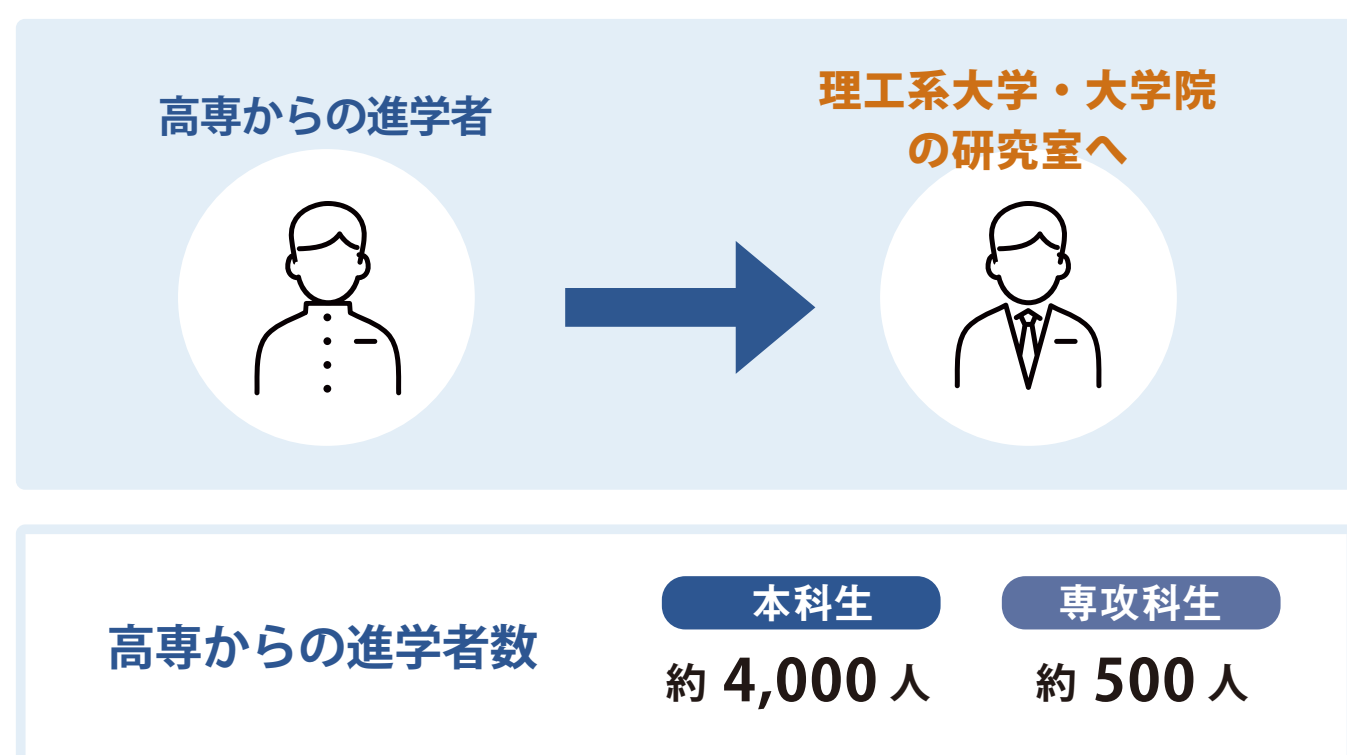 高専からの進学者
理工系大学・大学院
の研究室へ
高専からの進学者数
本科生
約 4,000 人
専攻科生
約 500 人